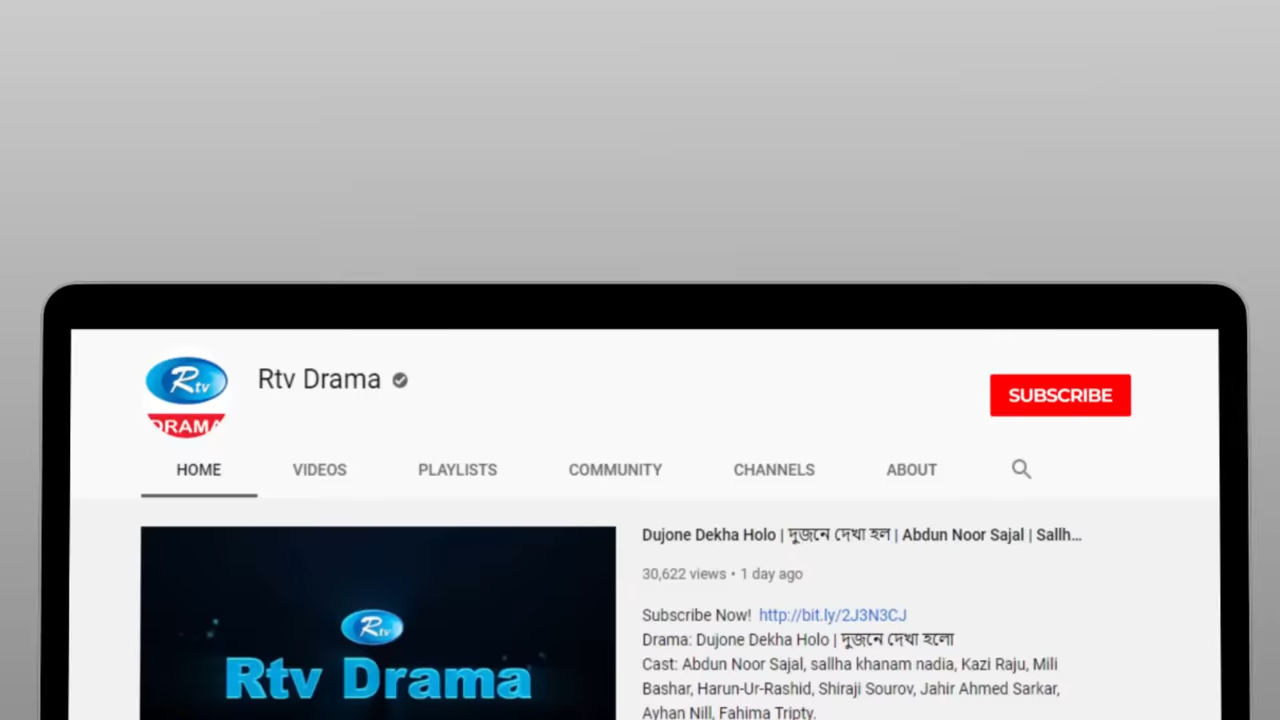 Rtv
DRAMA
Rtv Drama
SUBSCRIBE
HOME VIDEOS PLAYLISTS COMMUNITY CHANNELS ABOUT
Rtv
Rtv Drama
Dujone Dekha Holo | দুজনে দেখা হল | Abdun Noor Sajal | Sallh...
30,622 views • 1 day ago
Subscribe Now! http://bit.ly/2J3N3CJ
Drama: Dujone Dekha Holo | দুজনে দেখা হলো
Cast: Abdun Noor Sajal, sallha khanam nadia, Kazi Raju, Mili
Bashar, Harun-Ur-Rashid, Shiraji Sourov, Jahir Ahmed Sarkar,
Ayhan Nill, Fahima Tripty.